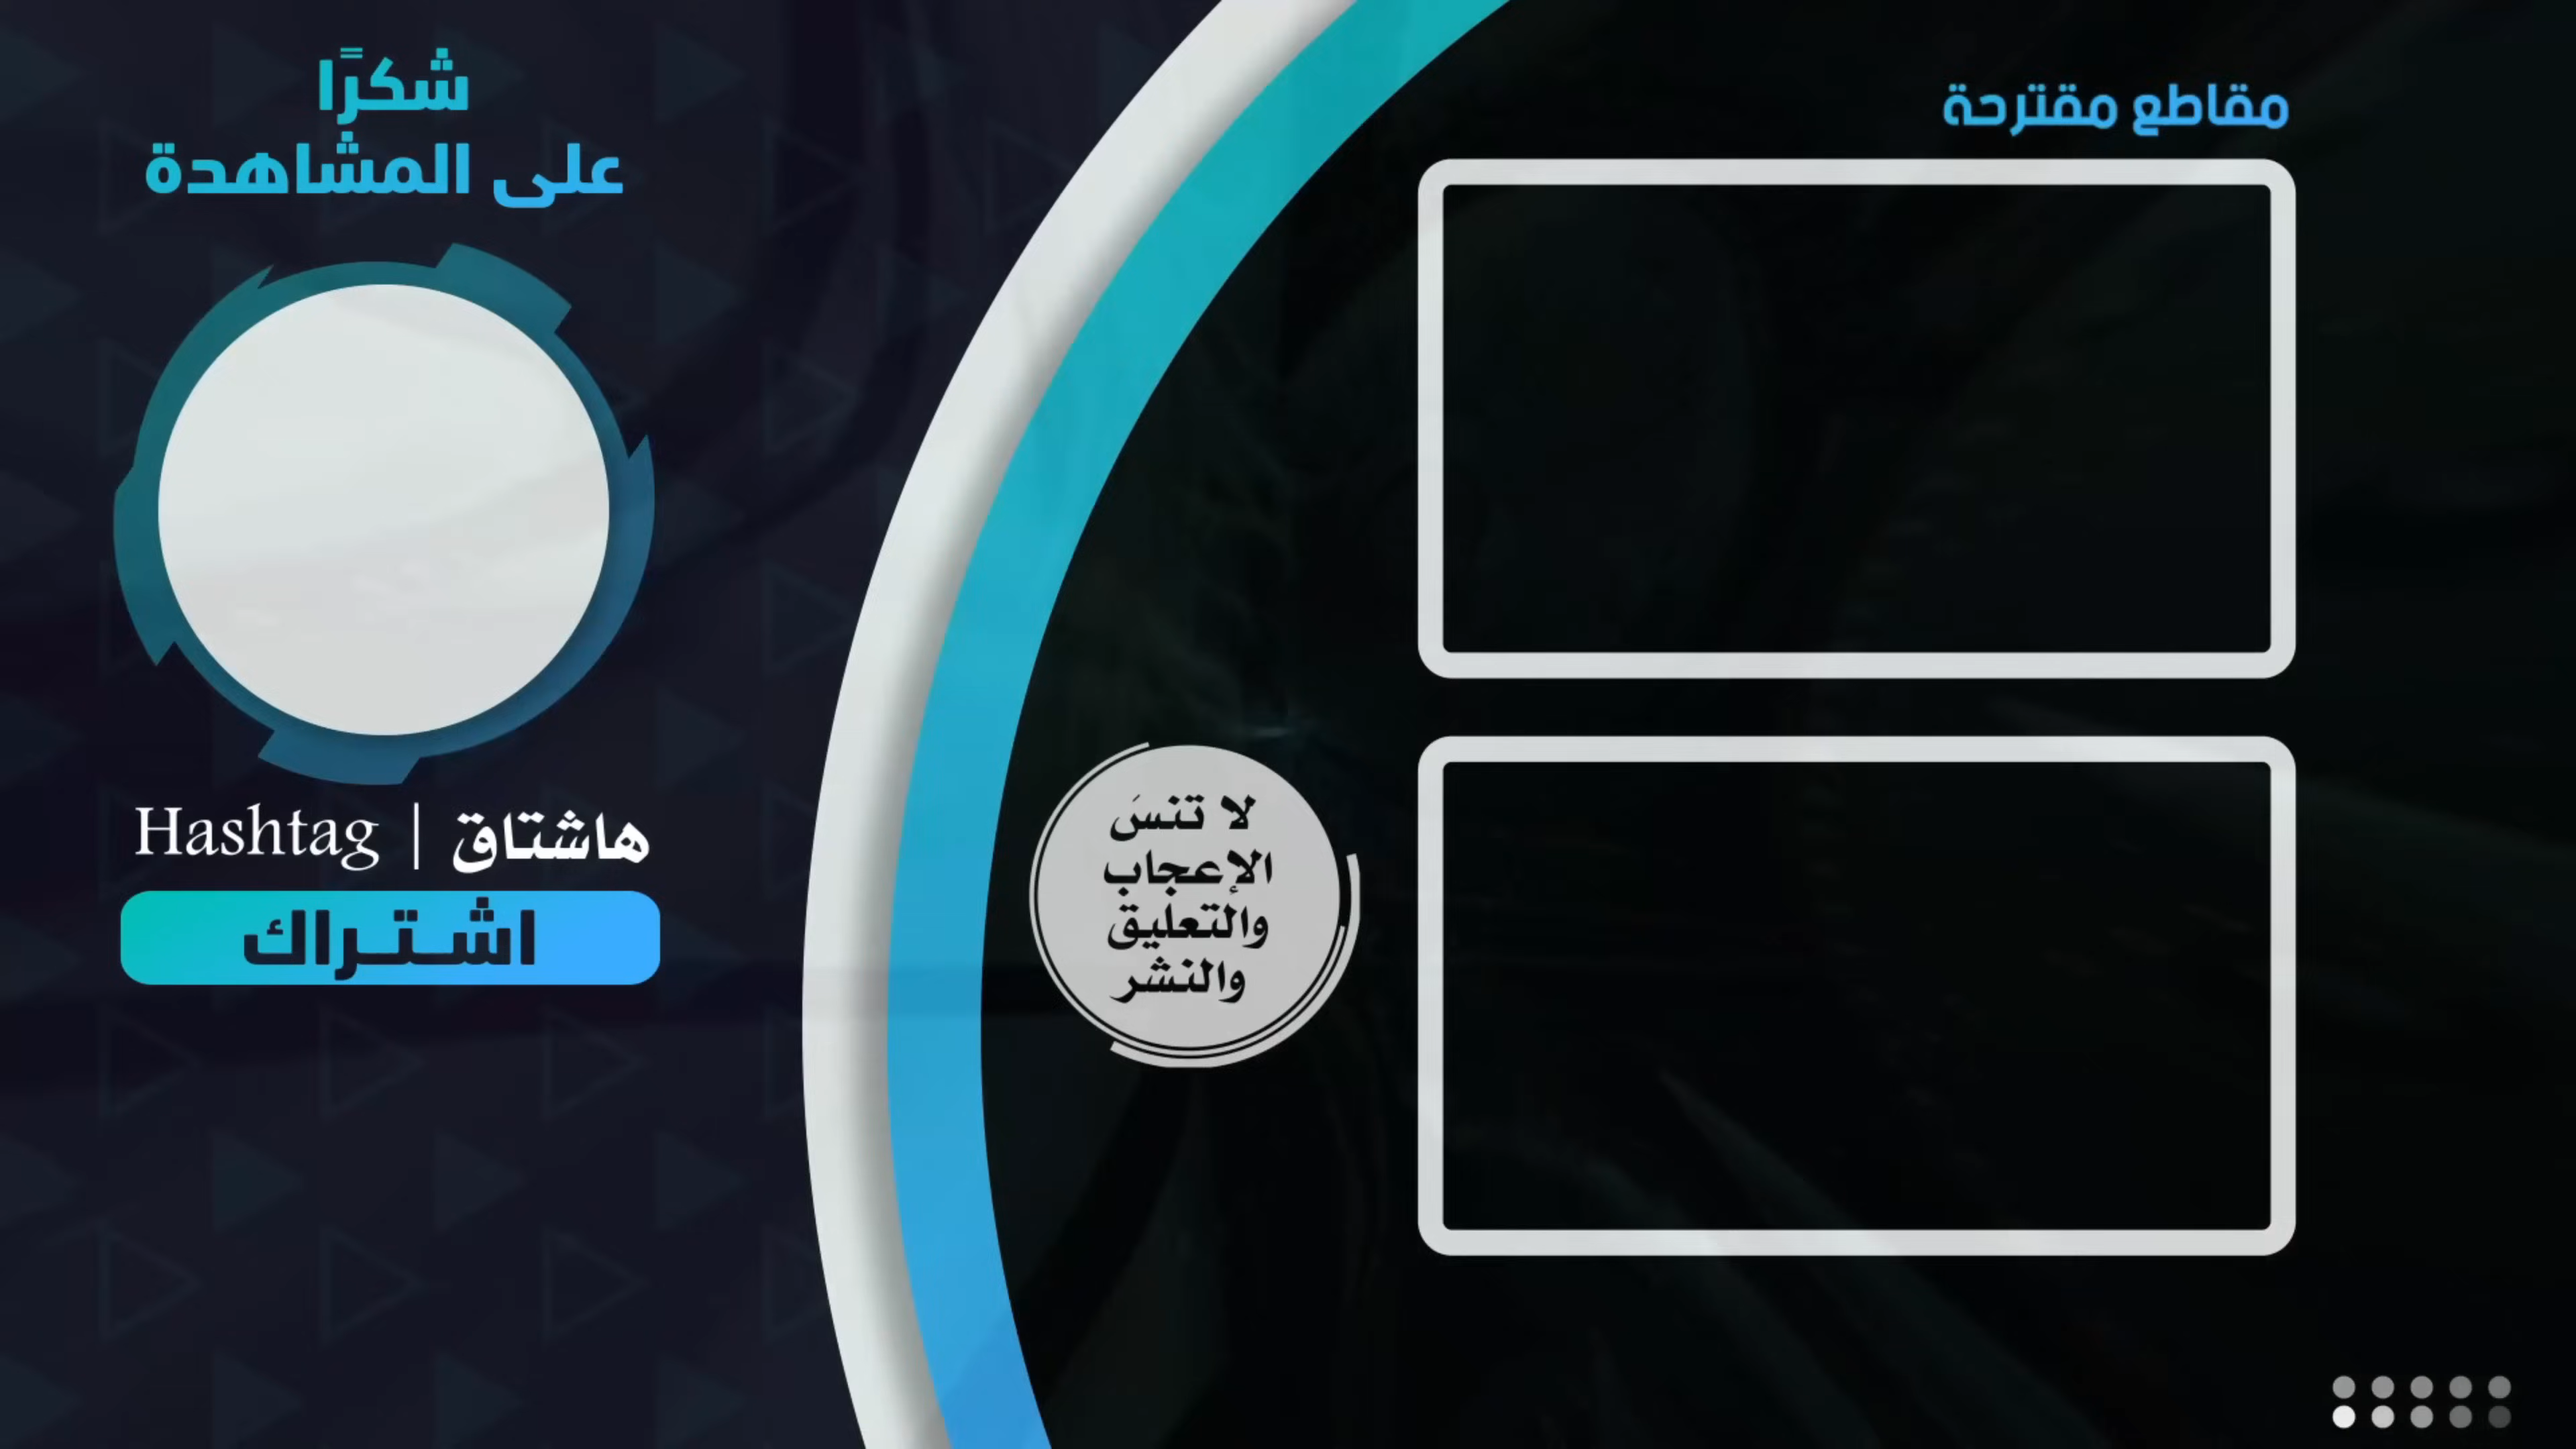 شكرًا
على المشاهدة
مقاطع مقترحة
هاشتاق | Hashtag
اشـتـراك
لا تنسَ
الإعجاب
والتعليق
والنشر